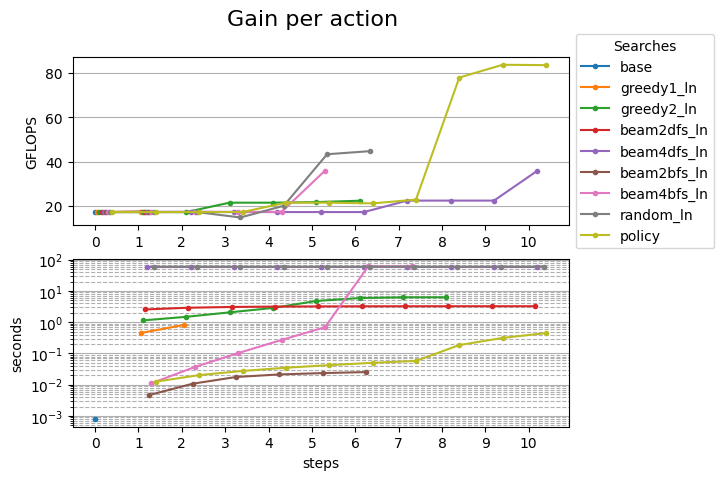 Gain per action
GFLOPS
80
60
40
20
0 1 2 3 4 5 6 7 8 9 10
Searches
base
greedy1_ln
greedy2_ln
beam2dfs_ln
beam4dfs_ln
beam2bfs_ln
beam4bfs_ln
random_ln
policy
seconds
10²
10¹
10⁰
10⁻¹
10⁻²
10⁻³
0 1 2 3 4 5 6 7 8 9 10
steps